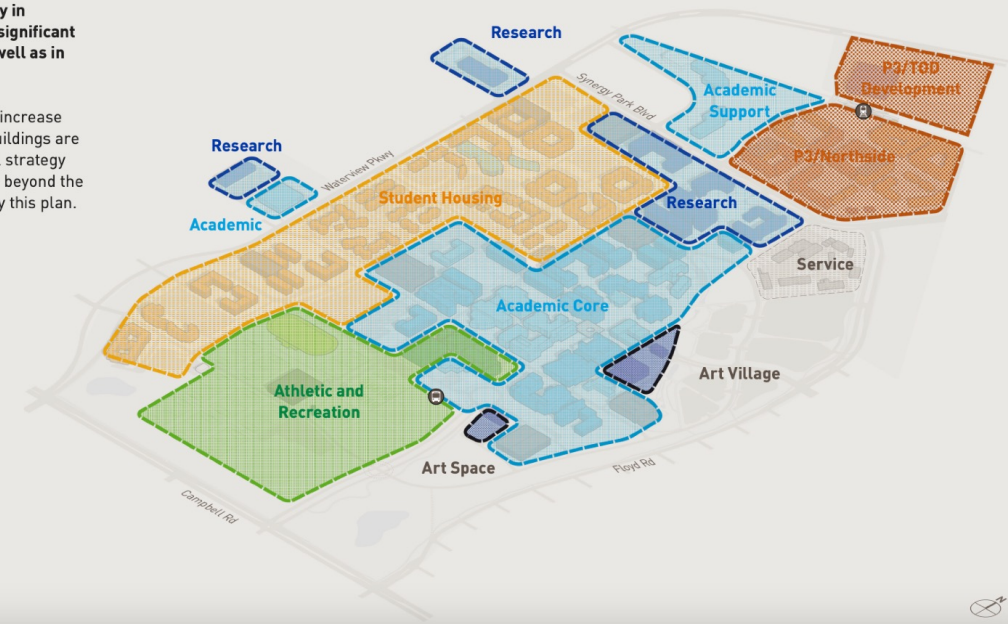 y in
significant
vell as in
increase
uildings are
strategy
beyond the
y this plan.
Research
Synergy Park Blvd
Academic
Support
P3/TOD
Development
P3/Northside
Research
Academic
Waterview Pkwy
Student Housing
Research
Service
Academic Core
Art Village
Athletic and
Recreation
Art Space
Floyd Rd
Campbell Rd
N